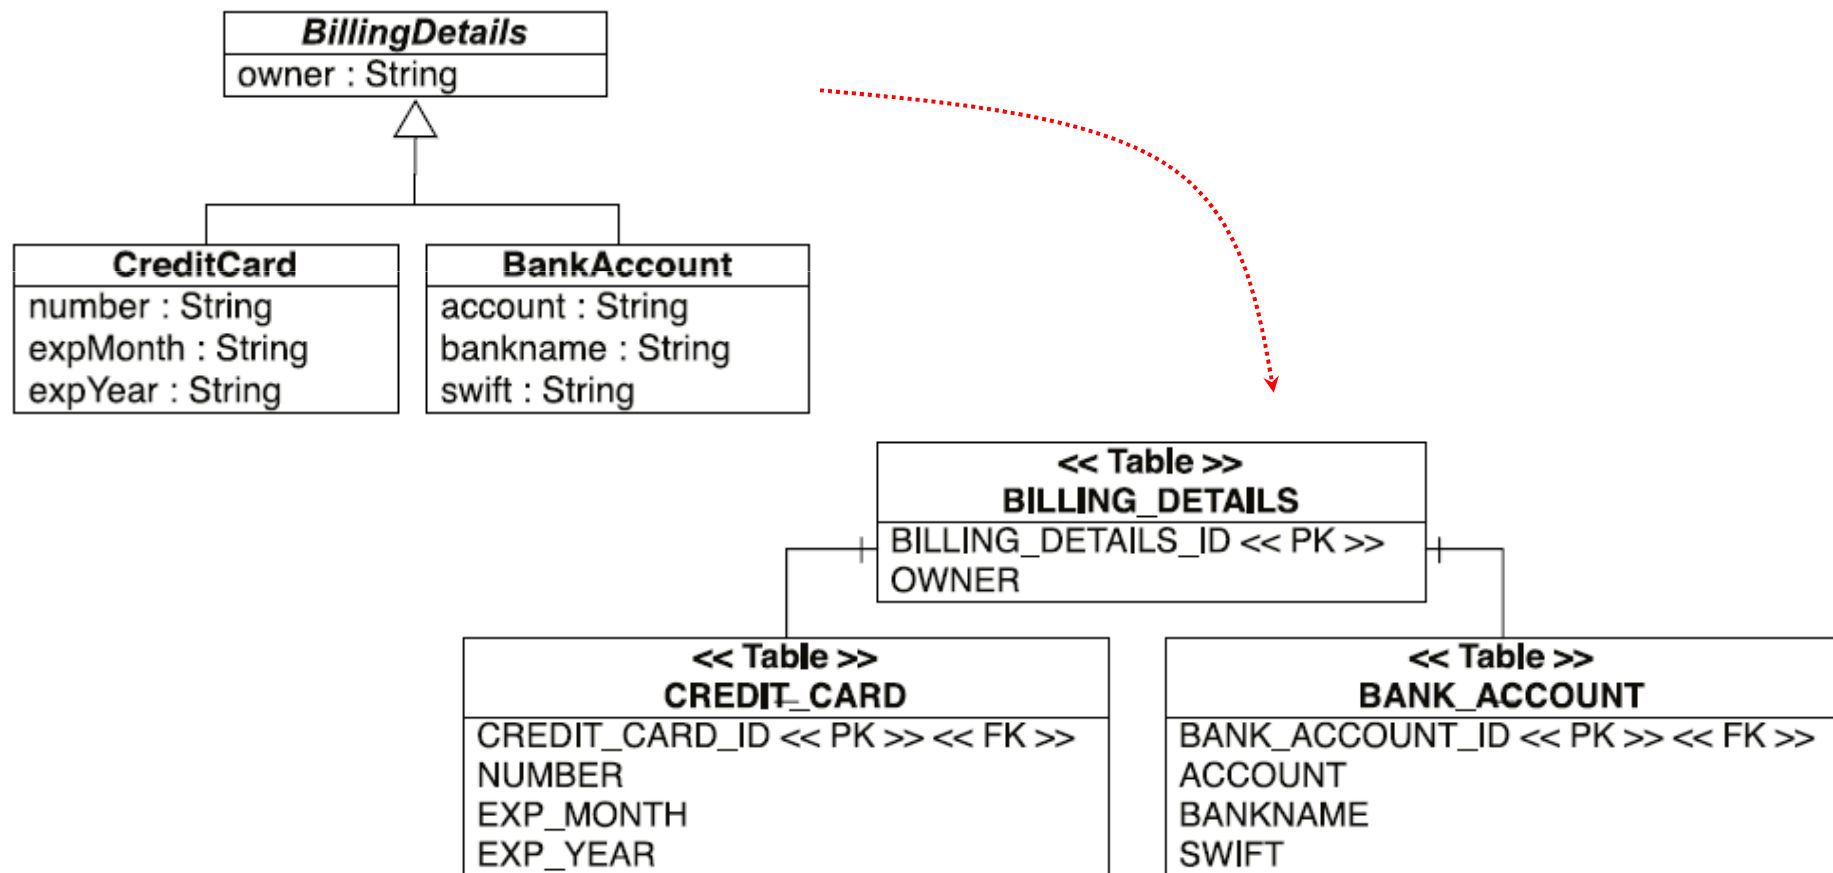 BillingDetails
owner : String
CreditCard
number : String
expMonth : String
expYear : String
BankAccount
account : String
bankname : String
swift : String
<< Table >>
BILLING_DETAILS
BILLING_DETAILS_ID << PK >>
OWNER
<< Table >>
CREDIT_CARD
CREDIT_CARD_ID << PK >> << FK >>
NUMBER
EXP_MONTH
EXP_YEAR
<< Table >>
BANK_ACCOUNT
BANK_ACCOUNT_ID << PK >> << FK >>
ACCOUNT
BANKNAME
SWIFT